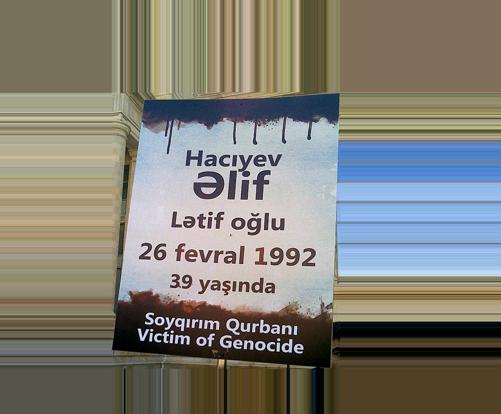 Hacıyev
Əlif
Lətif oğlu
26 fevral 1992
39 yaşında
Soyqırım Qurbanı
Victim of Genocide